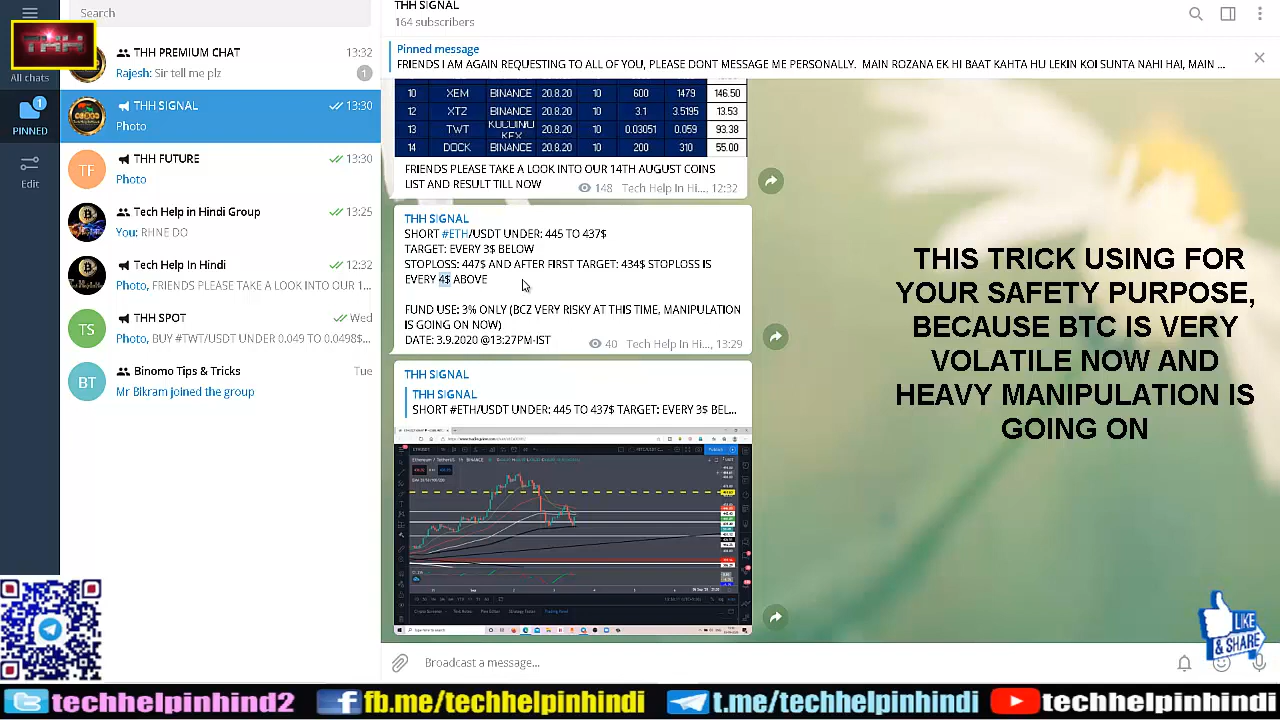 Search
THH
All chats
PINNED
1
Edit
THH PREMIUM CHAT
13:32
Rajesh: Sir tell me plz
1
THH SIGNAL
13:30
Photo
TF
THH FUTURE
13:30
Photo
Tech Help in Hindi Group
13:25
You: RHNE DO
Tech Help In Hindi
12:32
Photo, FRIENDS PLEASE TAKE A LOOK INTO OUR 1...
TS
THH SPOT
Wed
Photo, BUY #TWT/USDT UNDER 0.049 TO 0.0498$...
BT
Binomo Tips & Tricks
Tue
Mr Bikram joined the group
THH SIGNAL
164 subscribers
Pinned message
FRIENDS I AM AGAIN REQUESTING TO ALL OF YOU, PLEASE DONT MESSAGE ME PERSONALLY. MAIN ROZANA EK HI BAAT KAHTA HU LEKIN KOI SUNTA NAHI HAI, MAIN ...
10 XEM BINANCE 20.8.20 10 600 1479 146.50
12 XTZ BINANCE 20.8.20 10 3.1 3.5195 13.53
13 TWT 20.8.20 10 0.03051 0.059 93.38
14 DOCK BINANCE 20.8.20 10 200 310 55.00
FRIENDS PLEASE TAKE A LOOK INTO OUR 14TH AUGUST COINS
LIST AND RESULT TILL NOW
148 Tech Help In Hi..., 12:32
THH SIGNAL
SHORT #ETH/USDT UNDER: 445 TO 437$
TARGET: EVERY 3$ BELOW
STOPLOSS: 447$ AND AFTER FIRST TARGET: 434$ STOPLOSS IS
EVERY 4$ ABOVE
FUND USE: 3% ONLY (BCZ VERY RISKY AT THIS TIME, MANIPULATION
IS GOING ON NOW)
DATE: 3.9.2020 @13:27PM-IST
40 Tech Help In Hi..., 13:29
THH SIGNAL
THH SIGNAL
SHORT #ETH/USDT UNDER: 445 TO 437$ TARGET: EVERY 3$ BEL...
Broadcast a message...
THIS TRICK USING FOR
YOUR SAFETY PURPOSE,
BECAUSE BTC IS VERY
VOLATILE NOW AND
HEAVY MANIPULATION IS
GOING ON
LIKE
& SHARE
techhelpinhindi2
fb.me/techhelpinhindi
t.me/techhelpinhindi
techhelpinhindi